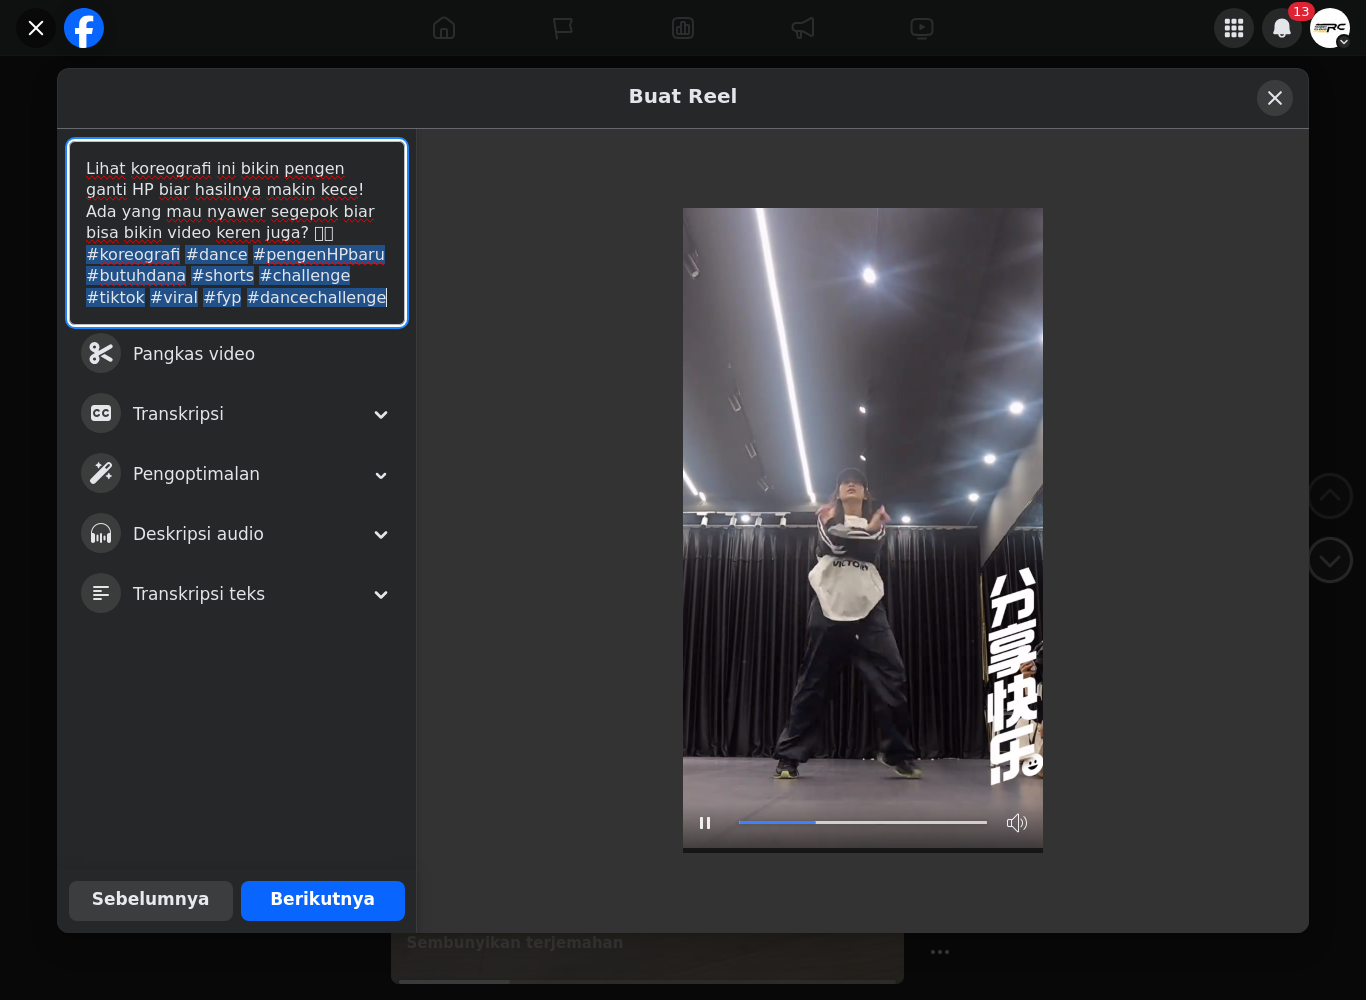 13
Buat Reel
Lihat koreografi ini bikin pengen
ganti HP biar hasilnya makin kece!
Ada yang mau nyawer segepok biar
bisa bikin video keren juga?
#koreografi #dance #pengenHPbaru
#butuhdana #shorts #challenge
#tiktok #viral #fyp #dancechallenge
Pangkas video
CC
Transkripsi
Pengoptimalan
Deskripsi audio
Transkripsi teks
VICTORY
分享快乐
Sebelumnya
Berikutnya
Sembunyikan terjemahan